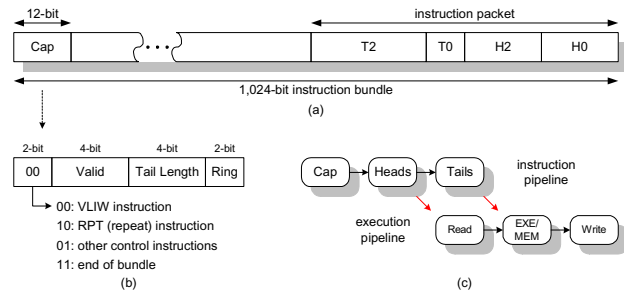 12-bit
instruction packet
Cap
...
T2
T0
H2
H0
1,024-bit instruction bundle
(a)
2-bit
4-bit
4-bit
2-bit
00
Valid
Tail Length
Ring
00: VLIW instruction
10: RPT (repeat) instruction
01: other control instructions
11: end of bundle
(b)
Cap
Heads
Tails
instruction
pipeline
execution
pipeline
Read
EXE/
MEM
Write
(c)